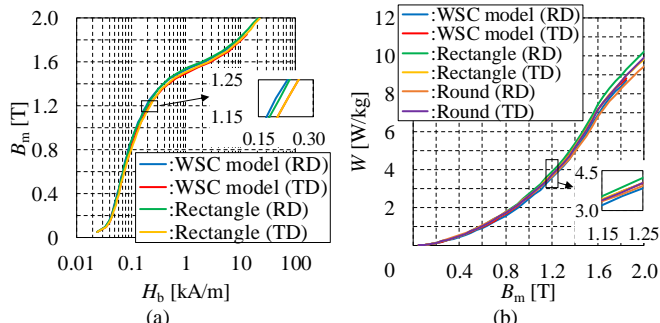 (a)
2.0
1.6
1.2
0.8
0.4
0
B_m [T]
1.25
1.15
0.15 0.30
:WSC model (RD)
:WSC model (TD)
:Rectangle (RD)
:Rectangle (TD)
0.01 0.1 1 10 100
H_b [kA/m]
(a)
:WSC model (RD)
:WSC model (TD)
:Rectangle (RD)
:Rectangle (TD)
:Round (RD)
:Round (TD)
12
10
8
6
4
2
0
W [W/kg]
4.5
3.0
1.15 1.25
0.4 0.8 1.2 1.6 2.0
B_m [T]
(b)